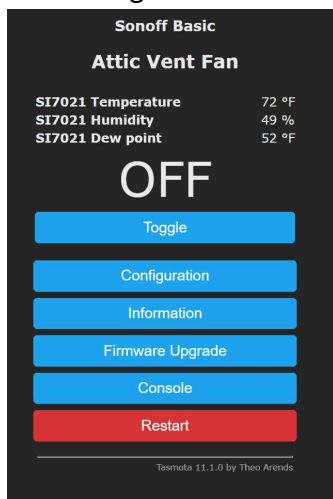 Sonoff Basic
Attic Vent Fan
SI7021 Temperature 72 °F
SI7021 Humidity 49 %
SI7021 Dew point 52 °F
OFF
Toggle
Configuration
Information
Firmware Upgrade
Console
Restart
Tasmota 11.1.0 by Theo Arends